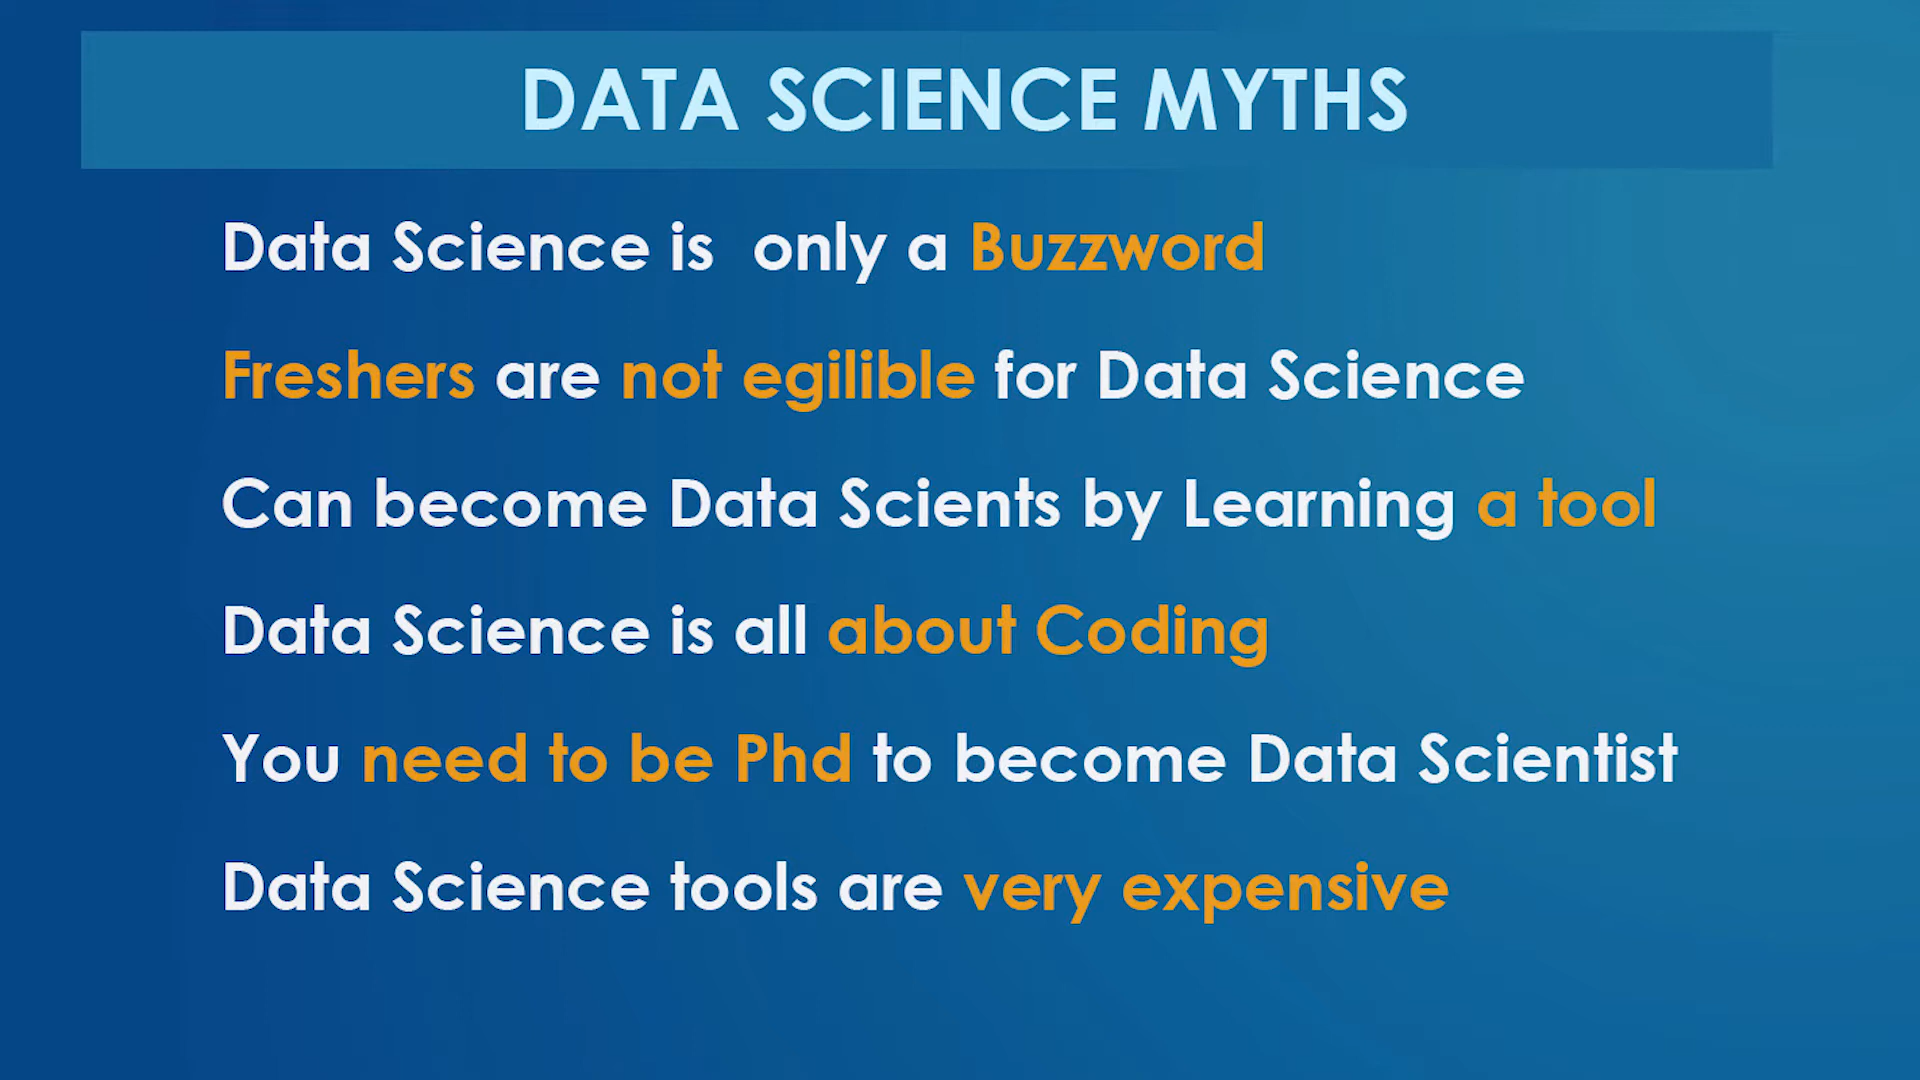 DATA SCIENCE MYTHS
Data Science is  only a Buzzword
Freshers are not egilible for Data Science
Can become Data Scients by Learning a tool
Data Science is all about Coding
You need to be Phd to become Data Scientist
Data Science tools are very expensive